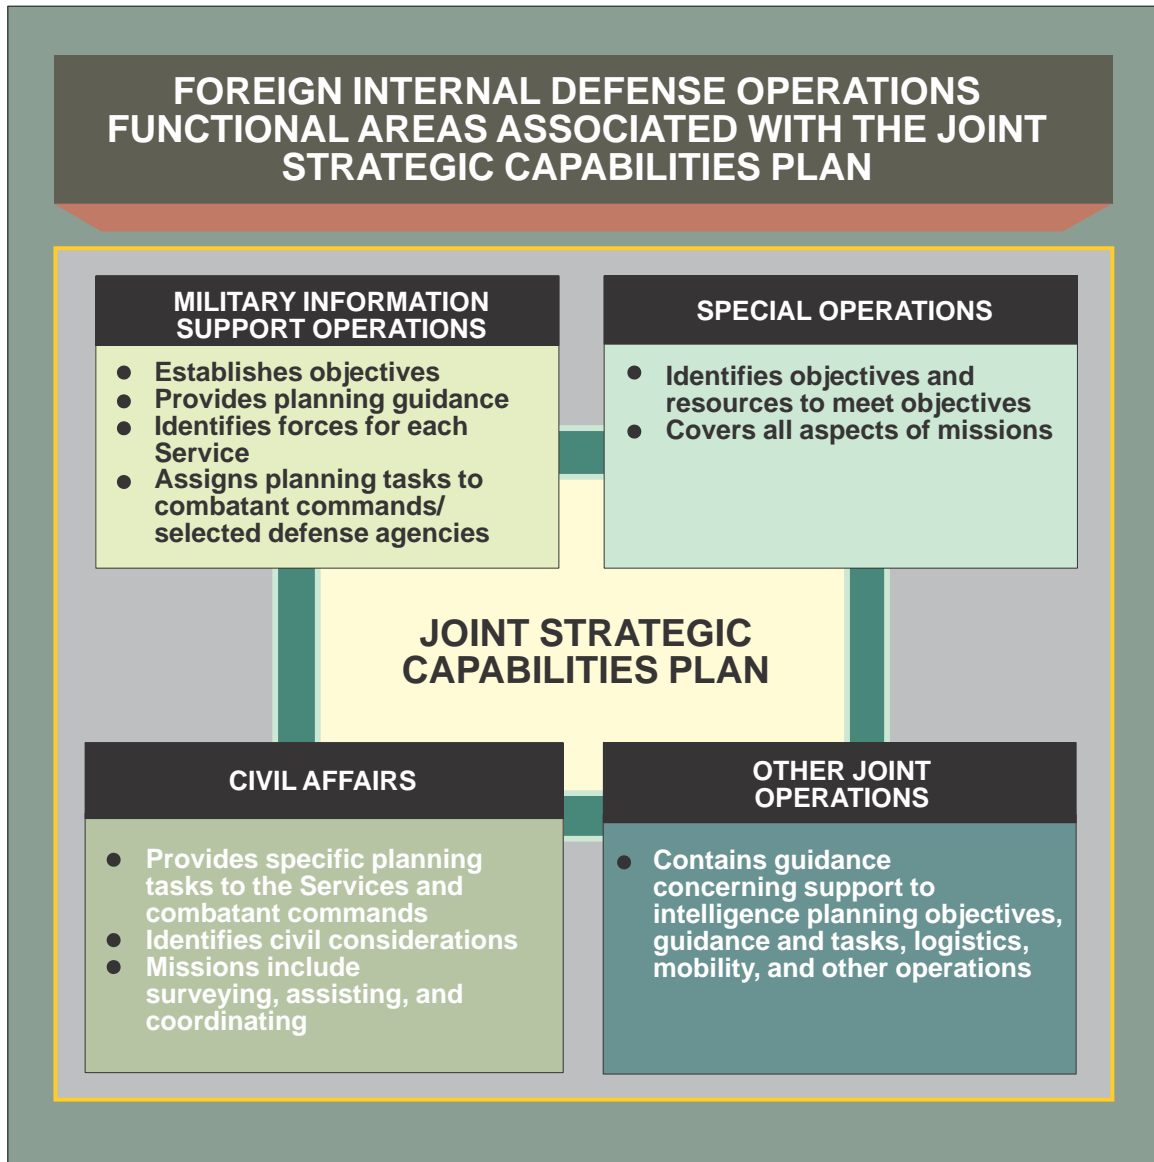 FOREIGN INTERNAL DEFENSE OPERATIONS
FUNCTIONAL AREAS ASSOCIATED WITH THE JOINT
STRATEGIC CAPABILITIES PLAN
MILITARY INFORMATION
SUPPORT OPERATIONS
● Establishes objectives
● Provides planning guidance
● Identifies forces for each
Service
● Assigns planning tasks to
combatant commands/
selected defense agencies
SPECIAL OPERATIONS
● Identifies objectives and
resources to meet objectives
● Covers all aspects of missions
JOINT STRATEGIC
CAPABILITIES PLAN
CIVIL AFFAIRS
● Provides specific planning
tasks to the Services and
combatant commands
● Identifies civil considerations
● Missions include
surveying, assisting, and
coordinating
OTHER JOINT
OPERATIONS
● Contains guidance
concerning support to
intelligence planning objectives,
guidance and tasks, logistics,
mobility, and other operations